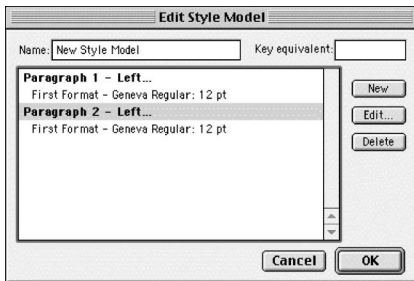 Edit Style Model
Name: New Style Model Key equivalent:
Paragraph 1 - Left...
First Format - Geneva Regular: 12 pt
Paragraph 2 - Left...
First Format - Geneva Regular: 12 pt
New
Edit...
Delete
Cancel OK